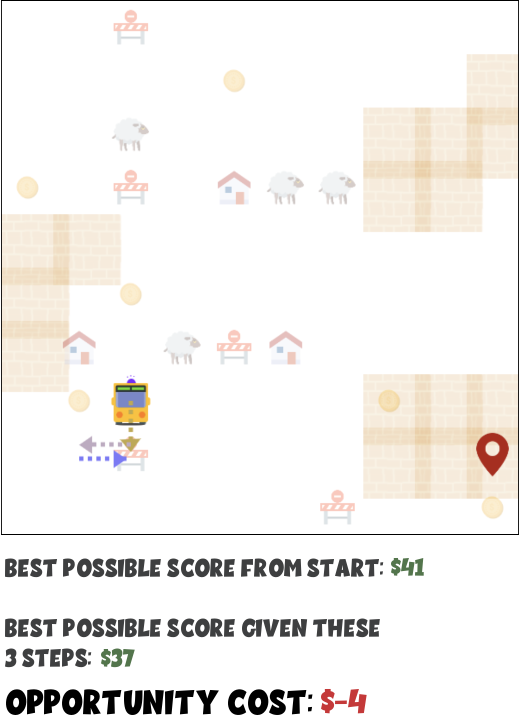 BEST POSSIBLE SCORE FROM START: $41
BEST POSSIBLE SCORE GIVEN THESE
3 STEPS: $37
OPPORTUNITY COST: $-4